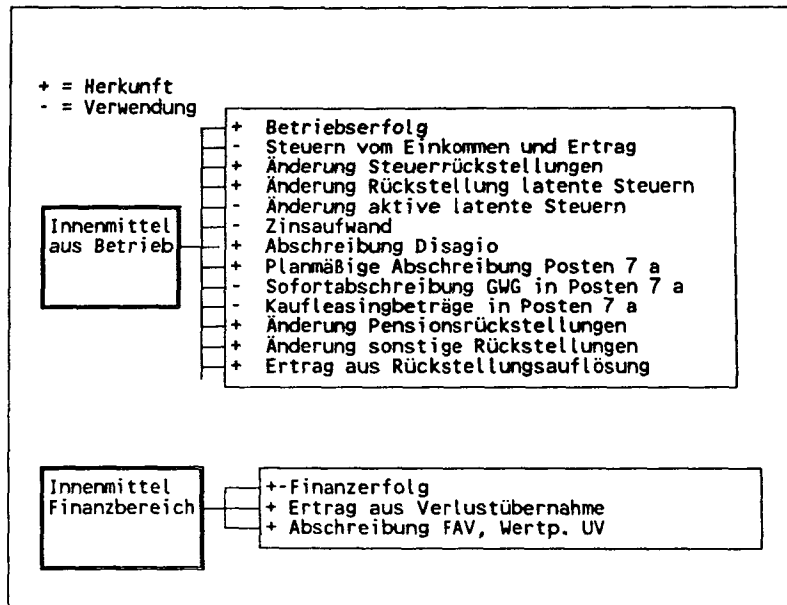 + = Herkunft
- = Verwendung
Innenmittel
aus Betrieb
+ Betriebserfolg
- Steuern vom Einkommen und Ertrag
+ Änderung Steuerrückstellungen
+ Änderung Rückstellung latente Steuern
- Änderung aktive latente Steuern
- Zinsaufwand
+ Abschreibung Disagio
+ Planmäßige Abschreibung Posten 7 a
- Sofortabschreibung GWG in Posten 7 a
- Kaufleasingbeträge in Posten 7 a
+ Änderung Pensionsrückstellungen
+ Änderung sonstige Rückstellungen
+ Ertrag aus Rückstellungsauflösung
Innenmittel
Finanzbereich
+-Finanzerfolg
+ Ertrag aus Verlustübernahme
+ Abschreibung FAV, Wertp. UV